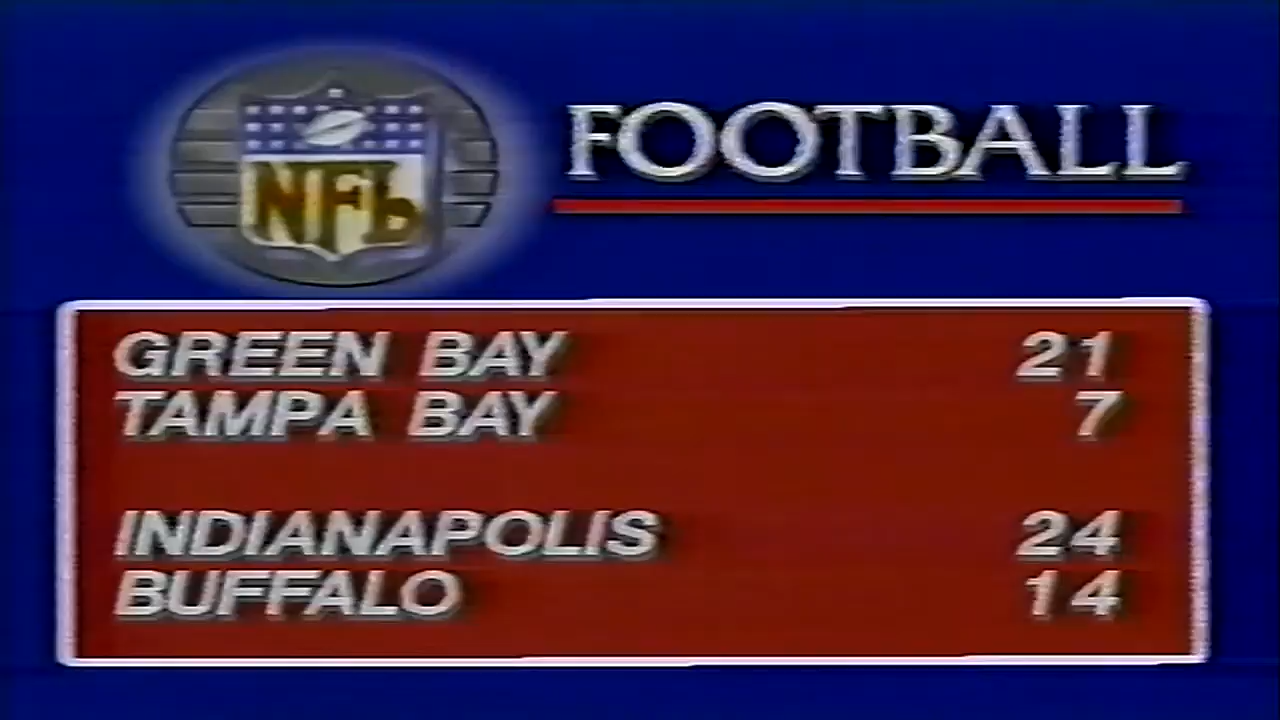 NFL
FOOTBALL
GREEN BAY 21
TAMPA BAY 7
INDIANAPOLIS 24
BUFFALO 14